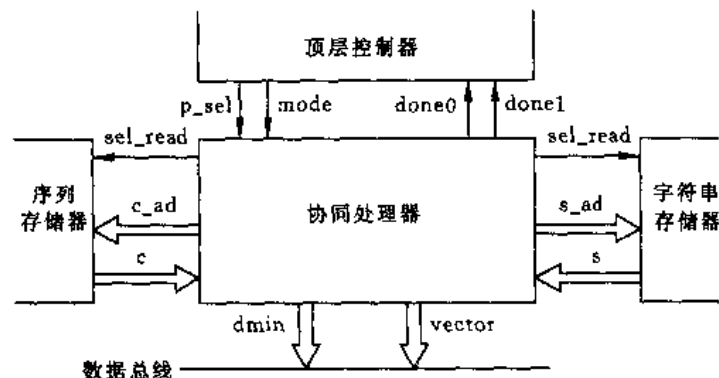 顶层控制器
p_sel mode done0 done1
sel_read sel_read
序列
存储器
c_ad
c
协同处理器
s_ad
s
字符串
存储器
dmin vector
数据总线